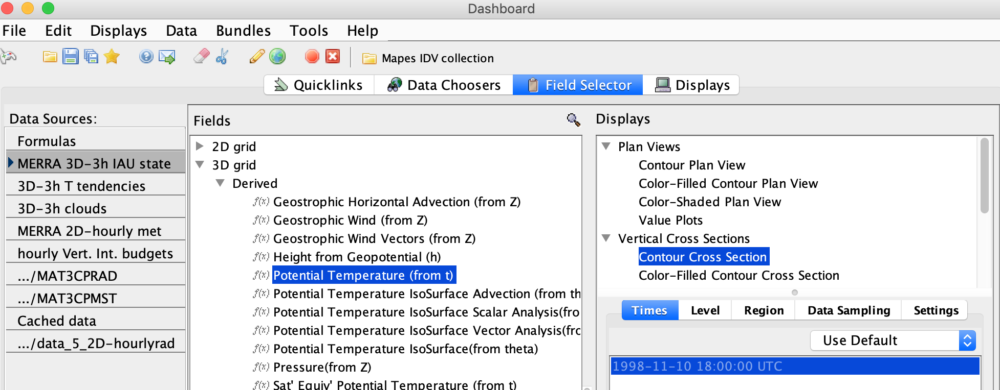 Dashboard
File Edit Displays Data Bundles Tools Help
Mapes IDV collection
Quicklinks Data Choosers Field Selector Displays
Data Sources:
Formulas
MERRA 3D-3h IAU state
3D-3h T tendencies
3D-3h clouds
MERRA 2D-hourly met
hourly Vert. Int. budgets
.../MAT3CPRAD
.../MAT3CPMST
Cached data
.../data_5_2D-hourlyrad
Fields
2D grid
3D grid
Derived
f(x) Geostrophic Horizontal Advection (from Z)
f(x) Geostrophic Wind (from Z)
f(x) Geostrophic Wind Vectors (from Z)
f(x) Height from Geopotential (h)
f(x) Potential Temperature (from t)
f(x) Potential Temperature IsoSurface Advection (from th
f(x) Potential Temperature IsoSurface Scalar Analysis(fro
f(x) Potential Temperature IsoSurface Vector Analysis(fro
f(x) Potential Temperature IsoSurface(from theta)
f(x) Pressure(from Z)
f(x) Sat' Equiv' Potential Temperature (from t)
Displays
Plan Views
Contour Plan View
Color-Filled Contour Plan View
Color-Shaded Plan View
Value Plots
Vertical Cross Sections
Contour Cross Section
Color-Filled Contour Cross Section
Times Level Region Data Sampling Settings
Use Default
1998-11-10 18:00:00 UTC